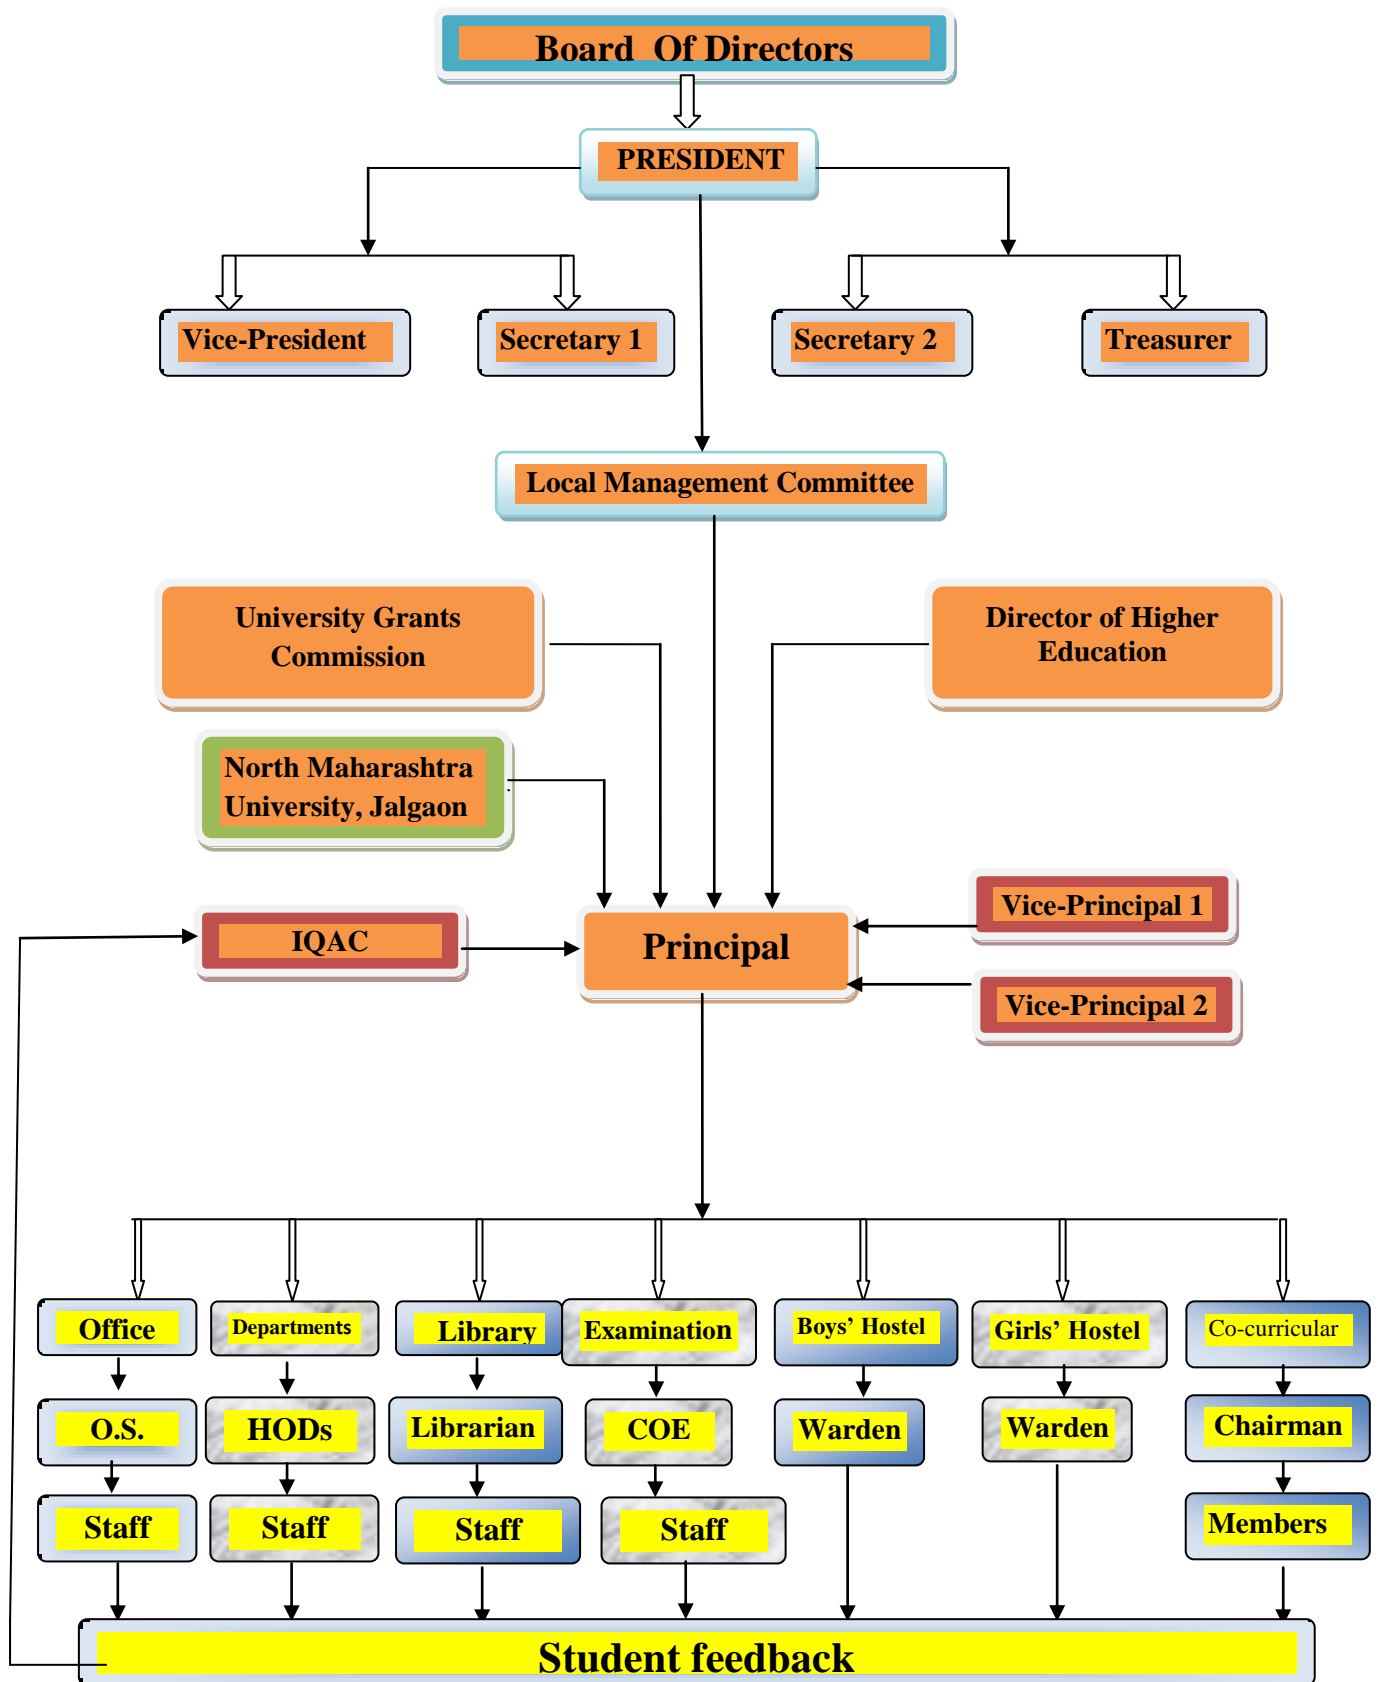 Board Of Directors
PRESIDENT
Vice-President
Secretary 1
Secretary 2
Treasurer
Local Management Committee
University Grants
Commission
Director of Higher
Education
North Maharashtra
University, Jalgaon
.
Vice-Principal 1
IQAC
Principal
Vice-Principal 2
Office
Departments
Library
Examination
Boys’ Hostel
Girls’ Hostel
Co-curricular
O.S.
HODs
Librarian
COE
Warden
Warden
Chairman
Staff
Staff
Staff
Staff
Members
Student feedback